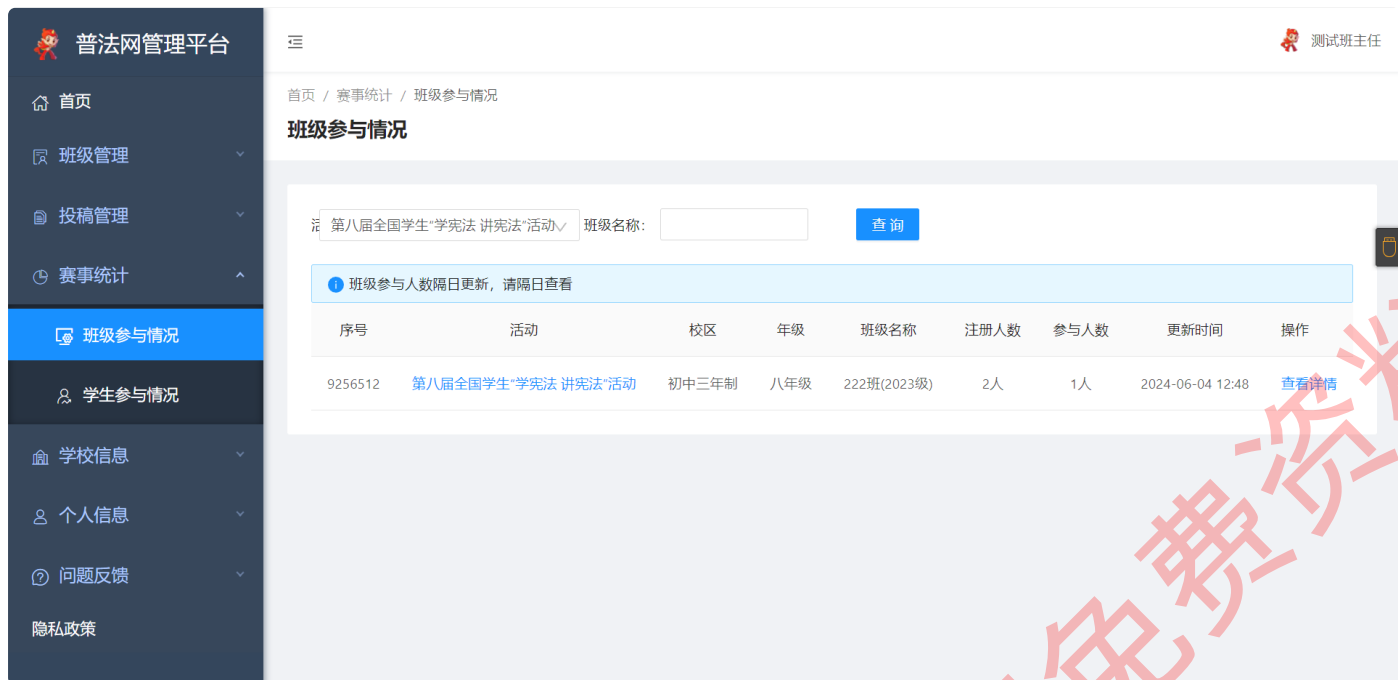 普法网管理平台
测试班主任
首页
班级管理
投稿管理
赛事统计
班级参与情况
学生参与情况
学校信息
个人信息
问题反馈
隐私政策
首页 / 赛事统计 / 班级参与情况
班级参与情况
第八届全国学生“学宪法 讲宪法”活动 班级名称： 查 询
班级参与人数隔日更新，请隔日查看
序号 活动 校区 年级 班级名称 注册人数 参与人数 更新时间 操作
9256512 第八届全国学生“学宪法 讲宪法”活动 初中三年制 八年级 222班(2023级) 2人 1人 2024-06-04 12:48 查看详情
免费资料